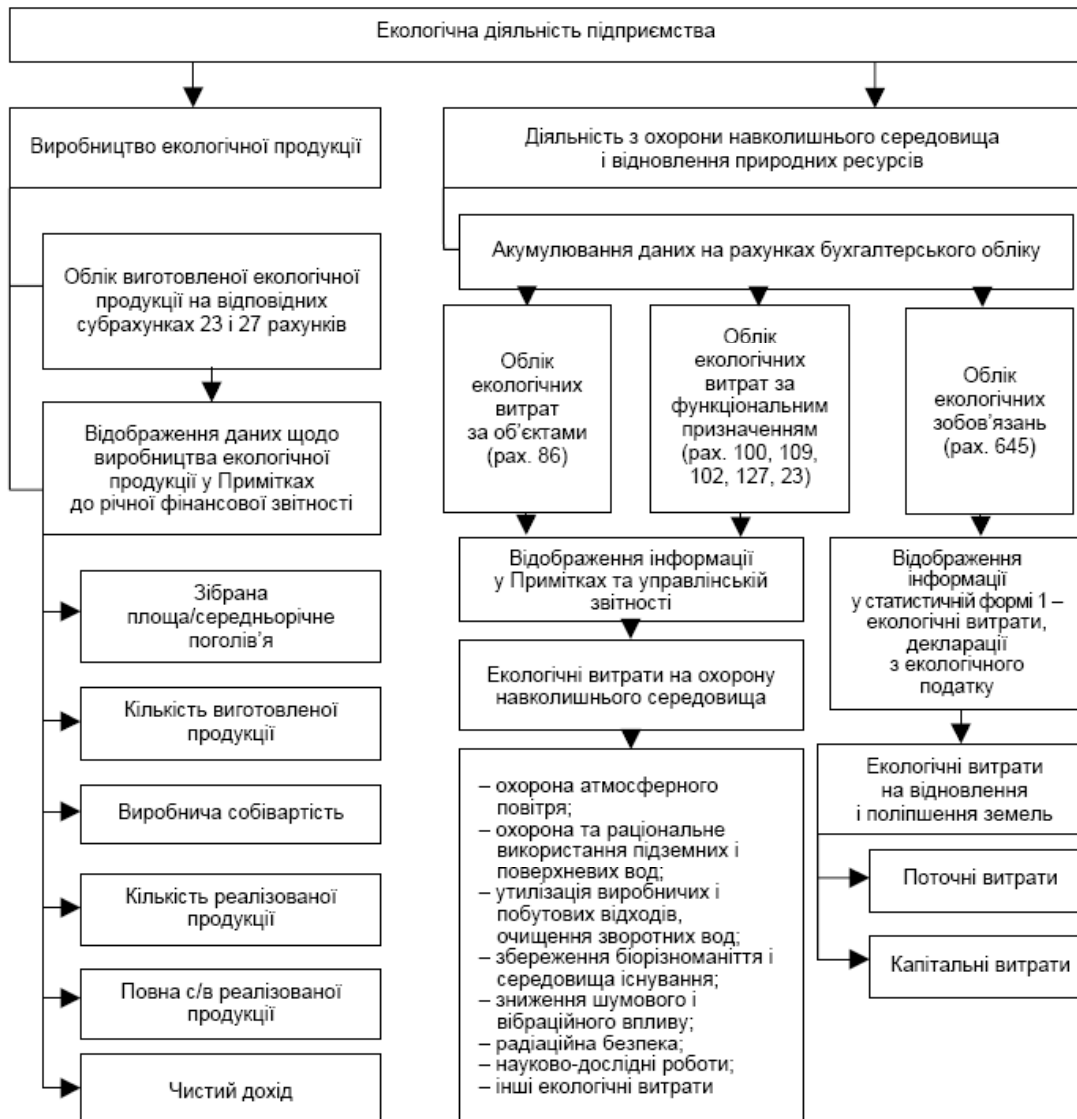 Екологічна діяльність підприємства
Виробництво екологічної продукції
Діяльність з охорони навколишнього середовища
і відновлення природних ресурсів
Акумулювання даних на рахунках бухгалтерського обліку
Облік виготовленої екологічної
продукції на відповідних
субрахунках 23 і 27 рахунків
Облік
екологічних
витрат
за об’єктами
(рах. 86)
Облік
екологічних
витрат за
функціональним
призначенням
(рах. 100, 109,
102, 127, 23)
Облік
екологічних
зобов’язань
(рах. 645)
Відображення даних щодо
виробництва екологічної
продукції у Примітках
до річної фінансової звітності
Відображення інформації
у Примітках та управлінській
звітності
Відображення
інформації
у статистичній формі 1 –
екологічні витрати,
декларації
з екологічного
податку
Зібрана
площа/середньорічне
поголів’я
Кількість виготовленої
продукції
Виробнича собівартість
Кількість реалізованої
продукції
Повна с/в реалізованої
продукції
Чистий дохід
Екологічні витрати на охорону
навколишнього середовища
– охорона атмосферного
повітря;
– охорона та раціональне
використання підземних і
поверхневих вод;
– утилізація виробничих і
побутових відходів,
очищення зворотних вод;
– збереження біорізноманіття і
середовища існування;
– зниження шумового і
вібраційного впливу;
– радіаційна безпека;
– науково-дослідні роботи;
– інші екологічні витрати
Екологічні витрати
на відновлення
і поліпшення земель
Поточні витрати
Капітальні витрати